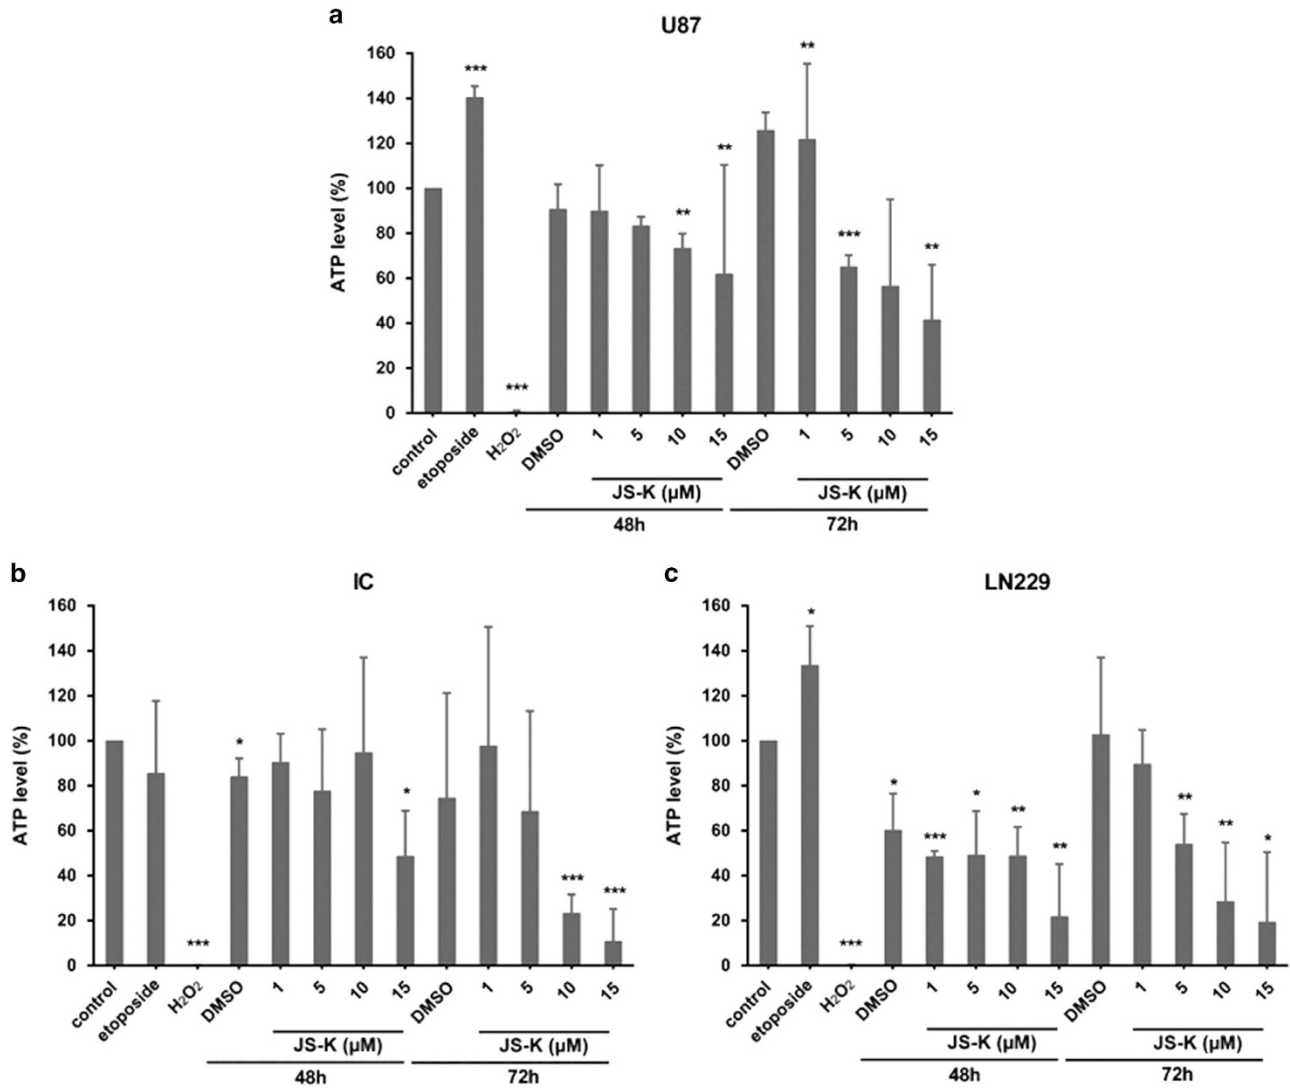 a
U87
ATP level (%)
160
140
120
100
80
60
40
20
0
***
***
**
**
**
***
**
control
etoposide
H2O2
DMSO
1
5
10
15
DMSO
1
5
10
15
JS-K (µM)
JS-K (µM)
48h
72h
b
IC
ATP level (%)
160
140
120
100
80
60
40
20
0
***
*
*
***
***
control
etoposide
H2O2
DMSO
1
5
10
15
DMSO
1
5
10
15
JS-K (µM)
JS-K (µM)
48h
72h
c
LN229
ATP level (%)
160
140
120
100
80
60
40
20
0
*
***
*
***
*
**
**
**
**
*
control
etoposide
H2O2
DMSO
1
5
10
15
DMSO
1
5
10
15
JS-K (µM)
JS-K (µM)
48h
72h